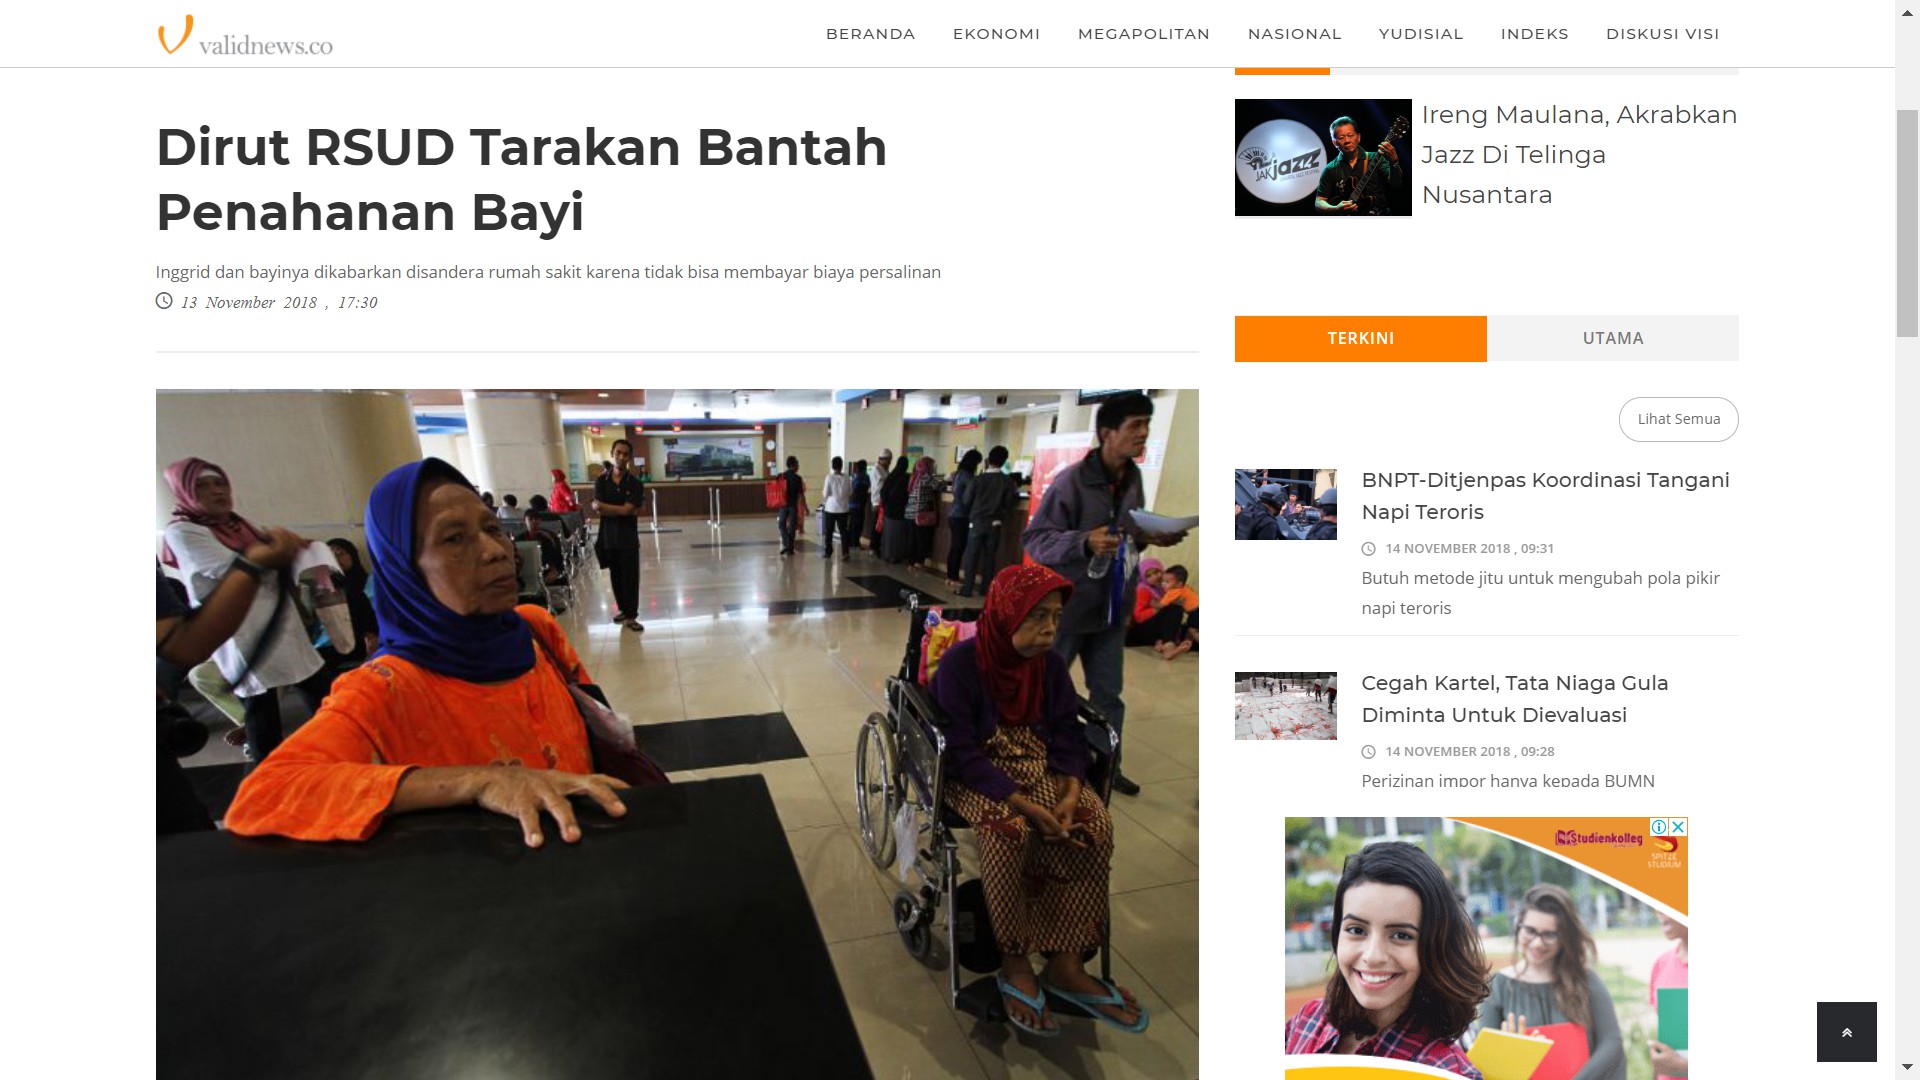 validnews.co
BERANDA
EKONOMI
MEGAPOLITAN
NASIONAL
YUDISIAL
INDEKS
DISKUSI VISI
Dirut RSUD Tarakan Bantah
Penahanan Bayi
Inggrid dan bayinya dikabarkan disandera rumah sakit karena tidak bisa membayar biaya persalinan
13 November 2018 , 17:30
JAKjazz
Ireng Maulana, Akrabkan
Jazz Di Telinga
Nusantara
TERKINI
UTAMA
Lihat Semua
BNPT-Ditjenpas Koordinasi Tangani
Napi Teroris
14 NOVEMBER 2018 , 09:31
Butuh metode jitu untuk mengubah pola pikir
napi teroris
Cegah Kartel, Tata Niaga Gula
Diminta Untuk Dievaluasi
14 NOVEMBER 2018 , 09:28
Perizinan impor hanya kepada BUMN
Studienkolleg
SPITZE
STUDIUM